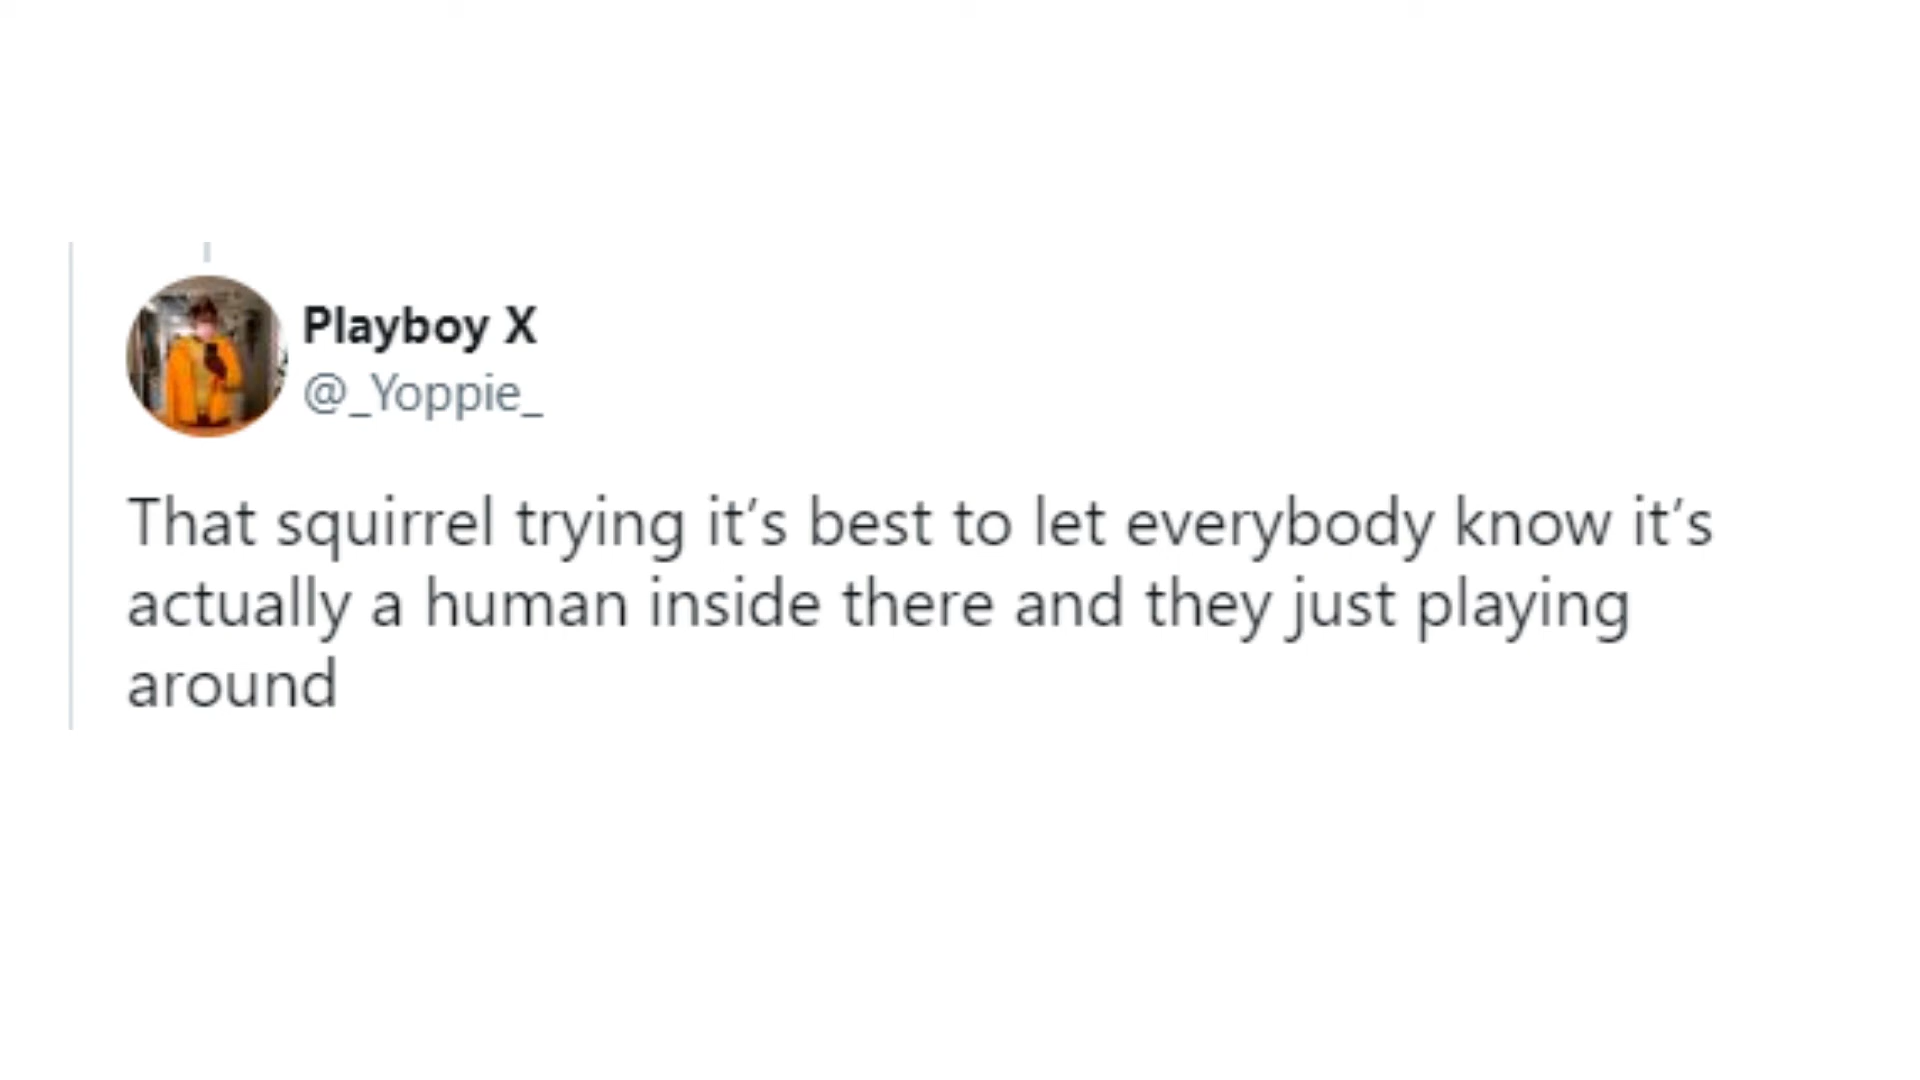 Playboy X
@_Yoppie_
That squirrel trying it’s best to let everybody know it’s
actually a human inside there and they just playing
around